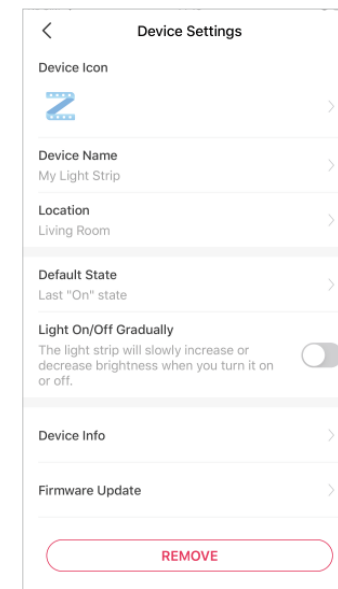 Device Settings
Device Icon
Device Name
My Light Strip
Location
Living Room
Default State
Last "On" state
Light On/Off Gradually
The light strip will slowly increase or
decrease brightness when you turn it on
or off.
Device Info
Firmware Update
REMOVE